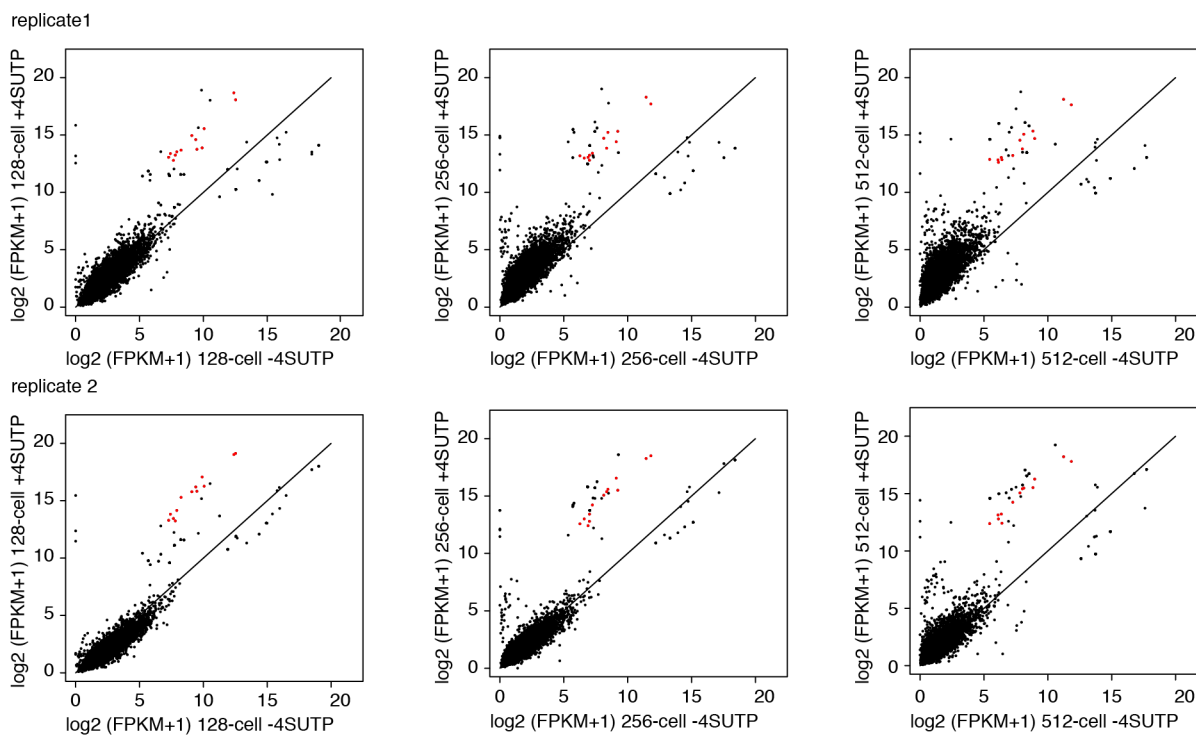 replicate1
log2 (FPKM+1) 128-cell +4SUTP
20
15
10
5
0
0 5 10 15 20
log2 (FPKM+1) 128-cell -4SUTP
log2 (FPKM+1) 256-cell +4SUTP
20
15
10
5
0
0 5 10 15 20
log2 (FPKM+1) 256-cell -4SUTP
log2 (FPKM+1) 512-cell +4SUTP
20
15
10
5
0
0 5 10 15 20
log2 (FPKM+1) 512-cell -4SUTP
replicate 2
log2 (FPKM+1) 128-cell +4SUTP
20
15
10
5
0
0 5 10 15 20
log2 (FPKM+1) 128-cell -4SUTP
log2 (FPKM+1) 256-cell +4SUTP
20
15
10
5
0
0 5 10 15 20
log2 (FPKM+1) 256-cell -4SUTP
log2 (FPKM+1) 512-cell +4SUTP
20
15
10
5
0
0 5 10 15 20
log2 (FPKM+1) 512-cell -4SUTP